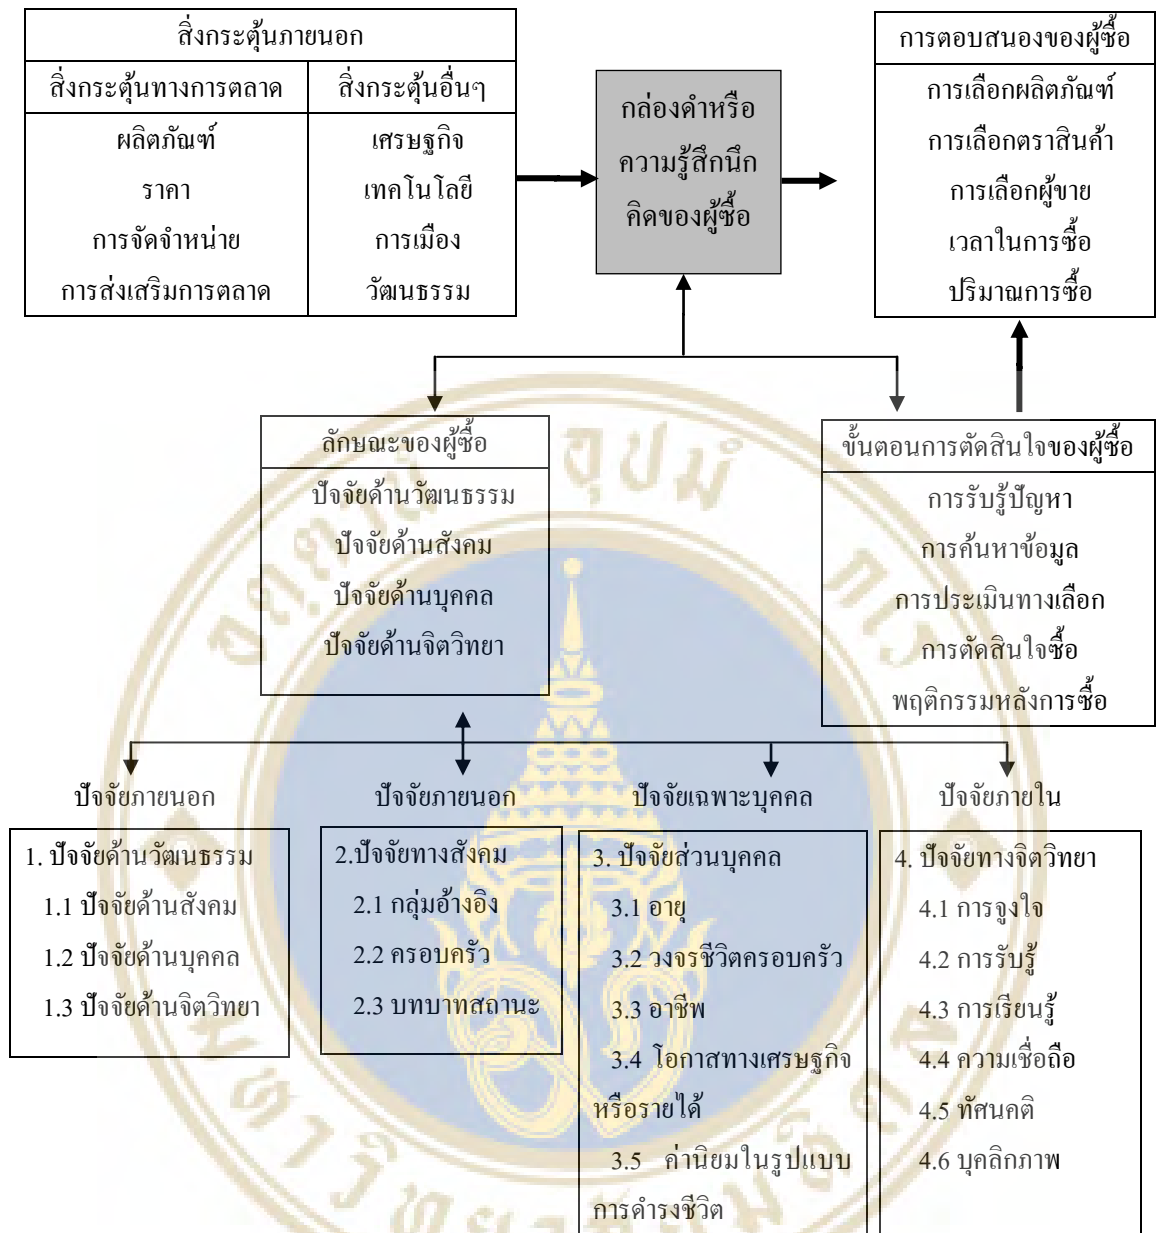 สิ่งกระตุ้นภายนอก
สิ่งกระตุ้นทางการตลาด
สิ่งกระตุ้นอื่นๆ
ผลิตภัณฑ์
ราคา
การจัดจำหน่าย
การส่งเสริมการตลาด
เศรษฐกิจ
เทคโนโลยี
การเมือง
วัฒนธรรม
กล่องดำหรือ
ความรู้สึกนึก
คิดของผู้ซื้อ
การตอบสนองของผู้ซื้อ
การเลือกผลิตภัณฑ์
การเลือกตราสินค้า
การเลือกผู้ขาย
เวลาในการซื้อ
ปริมาณการซื้อ
ลักษณะของผู้ซื้อ
ปัจจัยด้านวัฒนธรรม
ปัจจัยด้านสังคม
ปัจจัยด้านบุคคล
ปัจจัยด้านจิตวิทยา
ขั้นตอนการตัดสินใจของผู้ซื้อ
การรับรู้ปัญหา
การค้นหาข้อมูล
การประเมินทางเลือก
การตัดสินใจซื้อ
พฤติกรรมหลังการซื้อ
ปัจจัยภายนอก
1. ปัจจัยด้านวัฒนธรรม
1.1 ปัจจัยด้านสังคม
1.2 ปัจจัยด้านบุคคล
1.3 ปัจจัยด้านจิตวิทยา
ปัจจัยภายนอก
2.ปัจจัยทางสังคม
2.1 กลุ่มอ้างอิง
2.2 ครอบครัว
2.3 บทบาทสถานะ
ปัจจัยเฉพาะบุคคล
3. ปัจจัยส่วนบุคคล
3.1 อายุ
3.2 วงจรชีวิตครอบครัว
3.3 อาชีพ
3.4 โอกาสทางเศรษฐกิจ
หรือรายได้
3.5 ค่านิยมในรูปแบบ
การดำรงชีวิต
ปัจจัยภายใน
4. ปัจจัยทางจิตวิทยา
4.1 การจูงใจ
4.2 การรับรู้
4.3 การเรียนรู้
4.4 ความเชื่อถือ
4.5 ทัศนคติ
4.6 บุคลิกภาพ